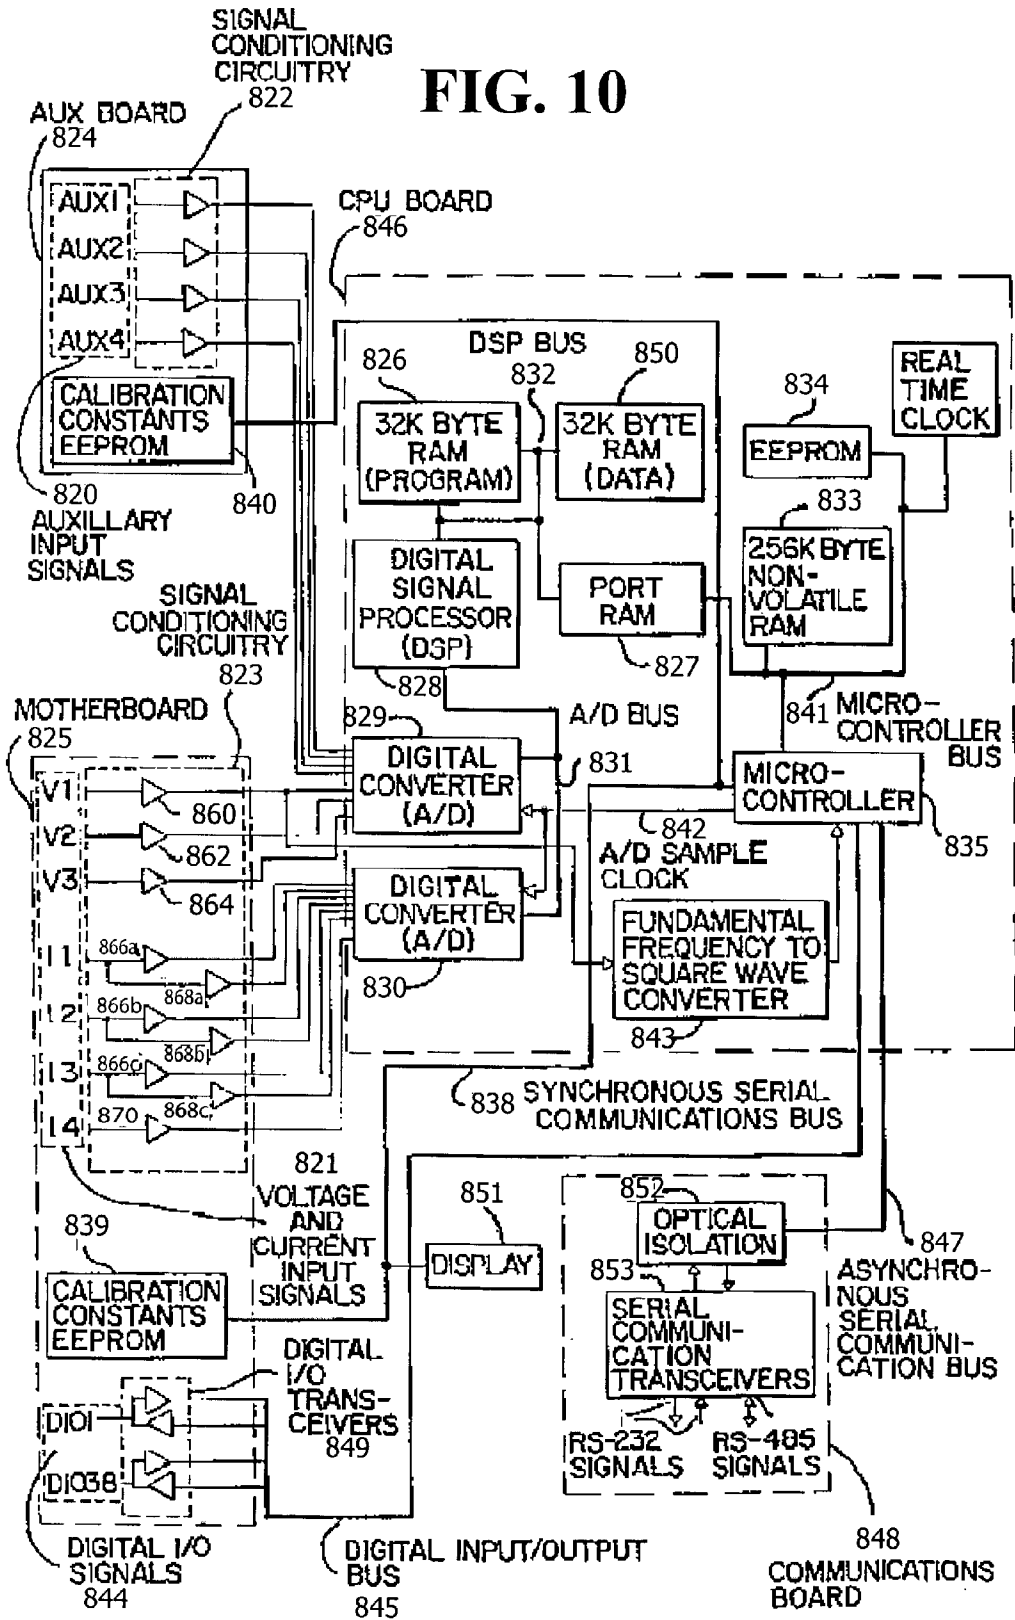 FIG. 10
SIGNAL
CONDITIONING
CIRCUITRY
822
AUX BOARD
824
AUX1
AUX2
AUX3
AUX4
CALIBRATION
CONSTANTS
EEPROM
820
AUXILLARY
INPUT
SIGNALS
840
CPU BOARD
846
DSP BUS
826
832
850
32K BYTE
RAM
(PROGRAM)
32K BYTE
RAM
(DATA)
834
EEPROM
REAL
TIME
CLOCK
833
256K BYTE
NON-
VOLATILE
RAM
DIGITAL
SIGNAL
PROCESSOR
(DSP)
828
PORT
RAM
827
841
MICRO-
CONTROLLER
BUS
SIGNAL
CONDITIONING
CIRCUITRY
823
MOTHERBOARD
825
829
DIGITAL
CONVERTER
(A/D)
A/D BUS
831
MICRO-
CONTROLLER
835
842
A/D SAMPLE
CLOCK
DIGITAL
CONVERTER
(A/D)
830
FUNDAMENTAL
FREQUENCY TO
SQUARE WAVE
CONVERTER
843
V1
860
V2
862
V3
864
I1
866a
868a
I2
866b
868b
I3
866c
868c
I4
870
838
SYNCHRONOUS SERIAL
COMMUNICATIONS BUS
821
VOLTAGE
AND
CURRENT
INPUT
SIGNALS
851
DISPLAY
839
CALIBRATION
CONSTANTS
EEPROM
852
OPTICAL
ISOLATION
853
SERIAL
COMMUNI-
CATION
TRANSCEIVERS
RS-232
SIGNALS
RS-485
SIGNALS
847
ASYNCHRO-
NOUS
SERIAL
COMMUNI-
CATION BUS
DIGITAL
I/O
TRANS-
CEIVERS
849
DIO1
DIO38
DIGITAL I/O
SIGNALS
844
DIGITAL INPUT/OUTPUT
BUS
845
848
COMMUNICATIONS
BOARD